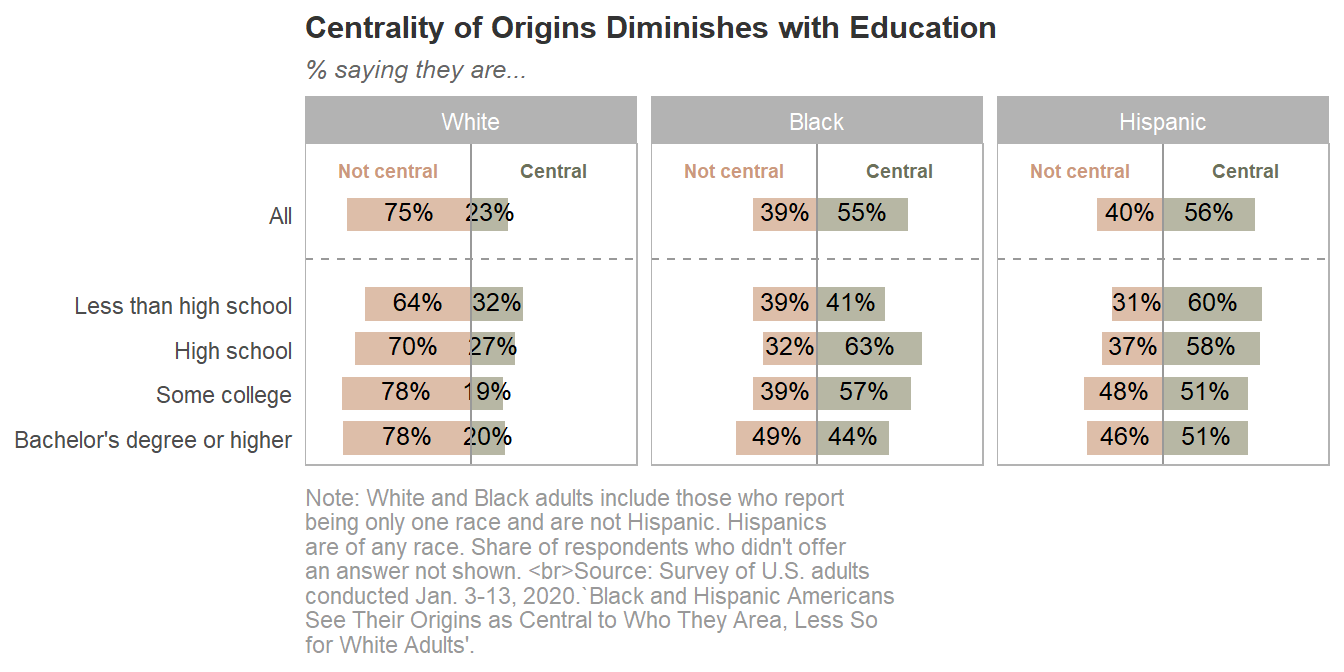 Centrality of Origins Diminishes with Education
% saying they are...
White Black Hispanic
Not central Central Not central Central Not central Central
All 75% 23% 39% 55% 40% 56%
Less than high school 64% 32% 39% 41% 31% 60%
High school 70% 27% 32% 63% 37% 58%
Some college 78% 19% 39% 57% 48% 51%
Bachelor's degree or higher 78% 20% 49% 44% 46% 51%
Note: White and Black adults include those who report
being only one race and are not Hispanic. Hispanics
are of any race. Share of respondents who didn't offer
an answer not shown. <br>Source: Survey of U.S. adults
conducted Jan. 3-13, 2020.`Black and Hispanic Americans
See Their Origins as Central to Who They Area, Less So
for White Adults'.